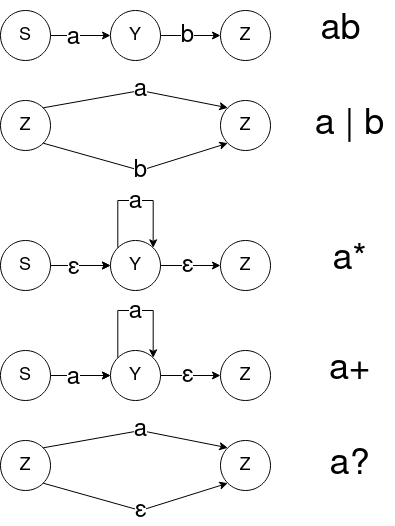 S a Y b Z ab
a
Z Z a | b
b
a
S ε Y ε Z a*
a
S a Y ε Z a+
a
Z Z a?
ε